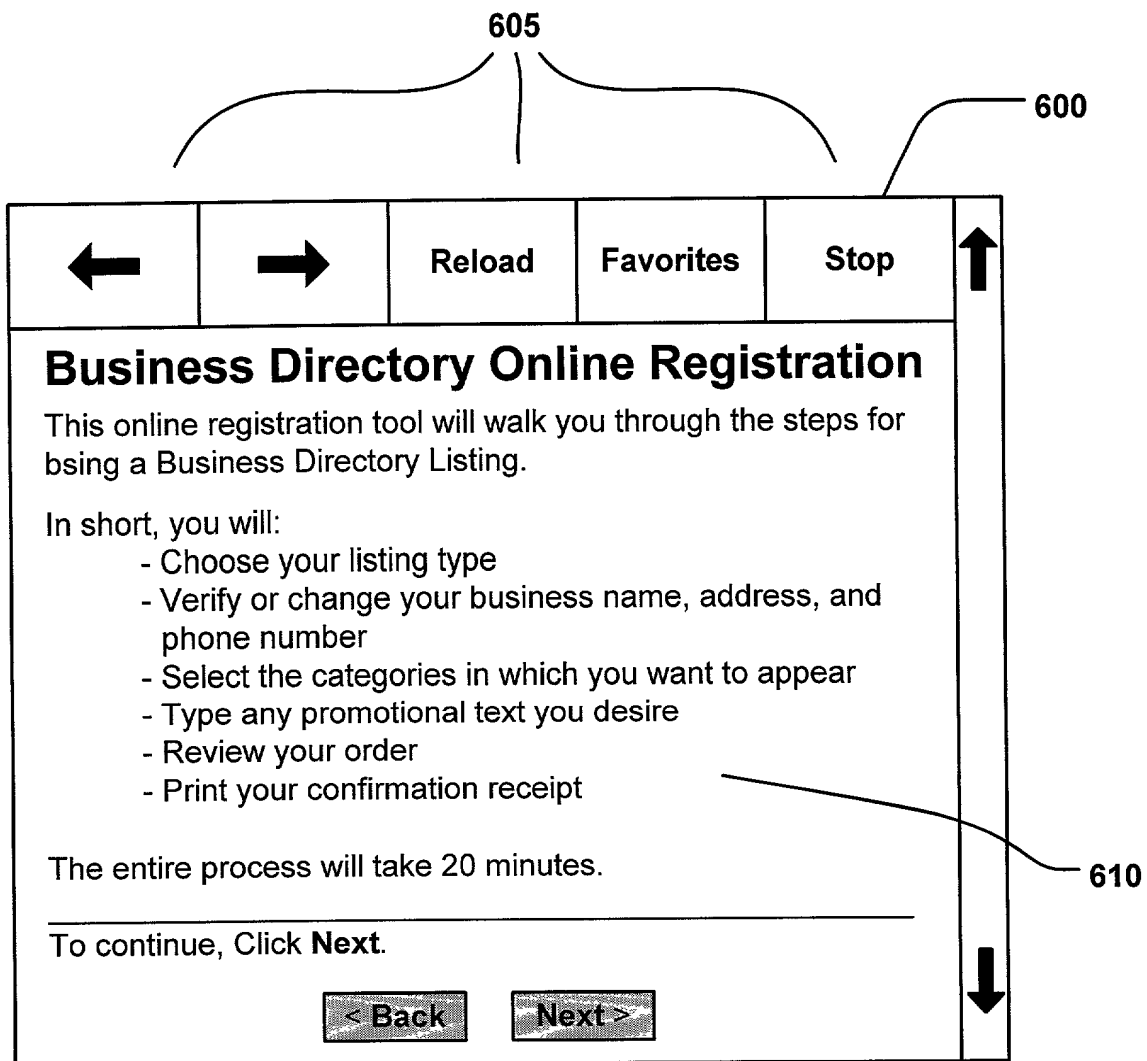 605
600
Reload Favorites Stop
Business Directory Online Registration
This online registration tool will walk you through the steps for
bsing a Business Directory Listing.
In short, you will:
- Choose your listing type
- Verify or change your business name, address, and
phone number
- Select the categories in which you want to appear
- Type any promotional text you desire
- Review your order
- Print your confirmation receipt
610
The entire process will take 20 minutes.
To continue, Click Next.
< Back Next >